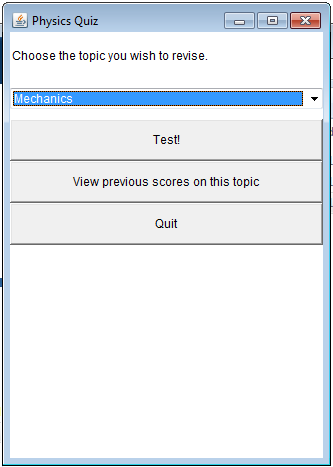 Physics Quiz
Choose the topic you wish to revise.
Mechanics
Test!
View previous scores on this topic
Quit